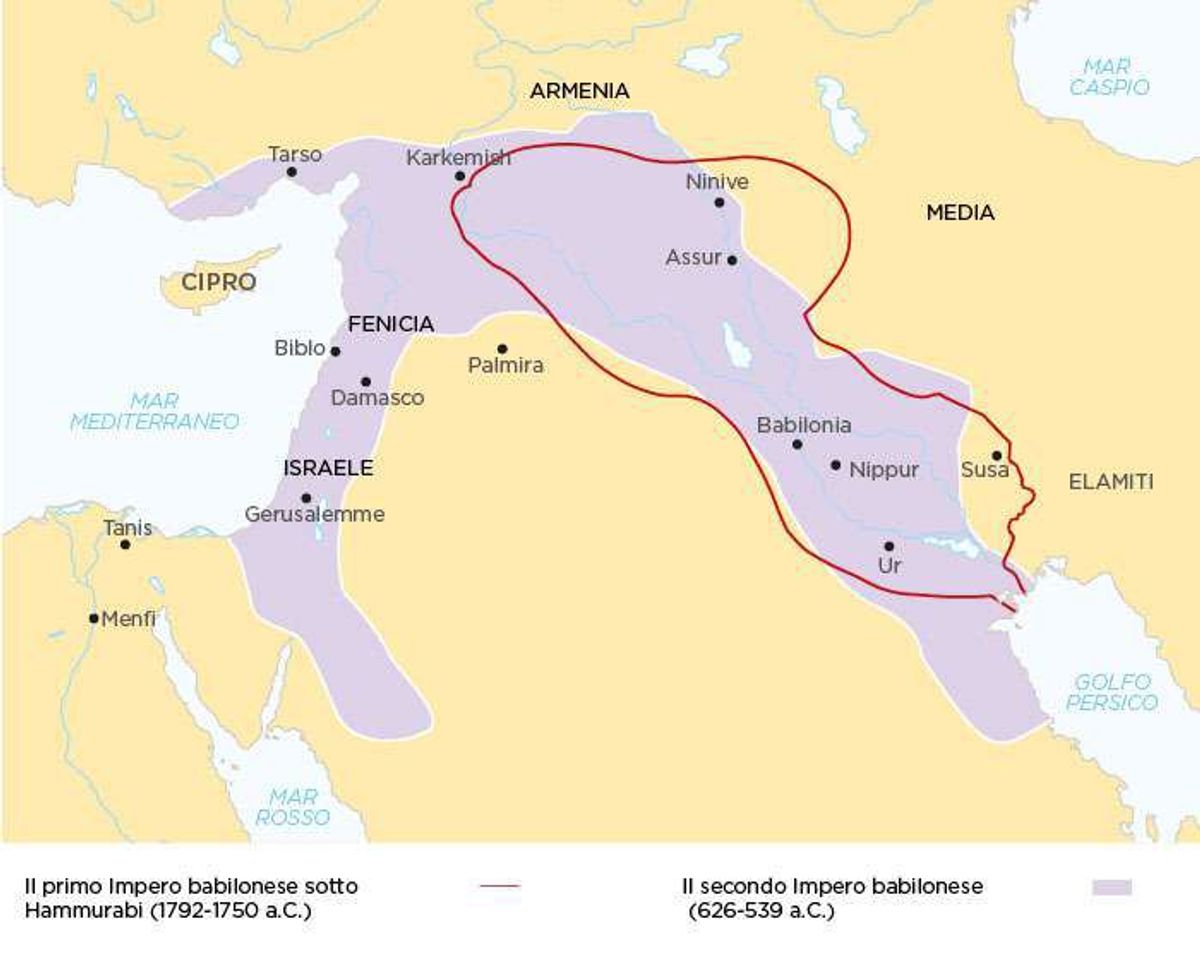 MAR
CASPIO
ARMENIA
Tarso
Karkemish
Ninive
MEDIA
Assur
CIPRO
FENICIA
Biblo
Palmira
Damasco
MAR
MEDITERRANEO
Babilonia
ISRAELE
Nippur
Susa
ELAMITI
Gerusalemme
Tanis
Ur
Menfi
GOLFO
PERSICO
MAR
ROSSO
Il primo Impero babilonese sotto
Hammurabi (1792-1750 a.C.)
Il secondo Impero babilonese
(626-539 a.C.)